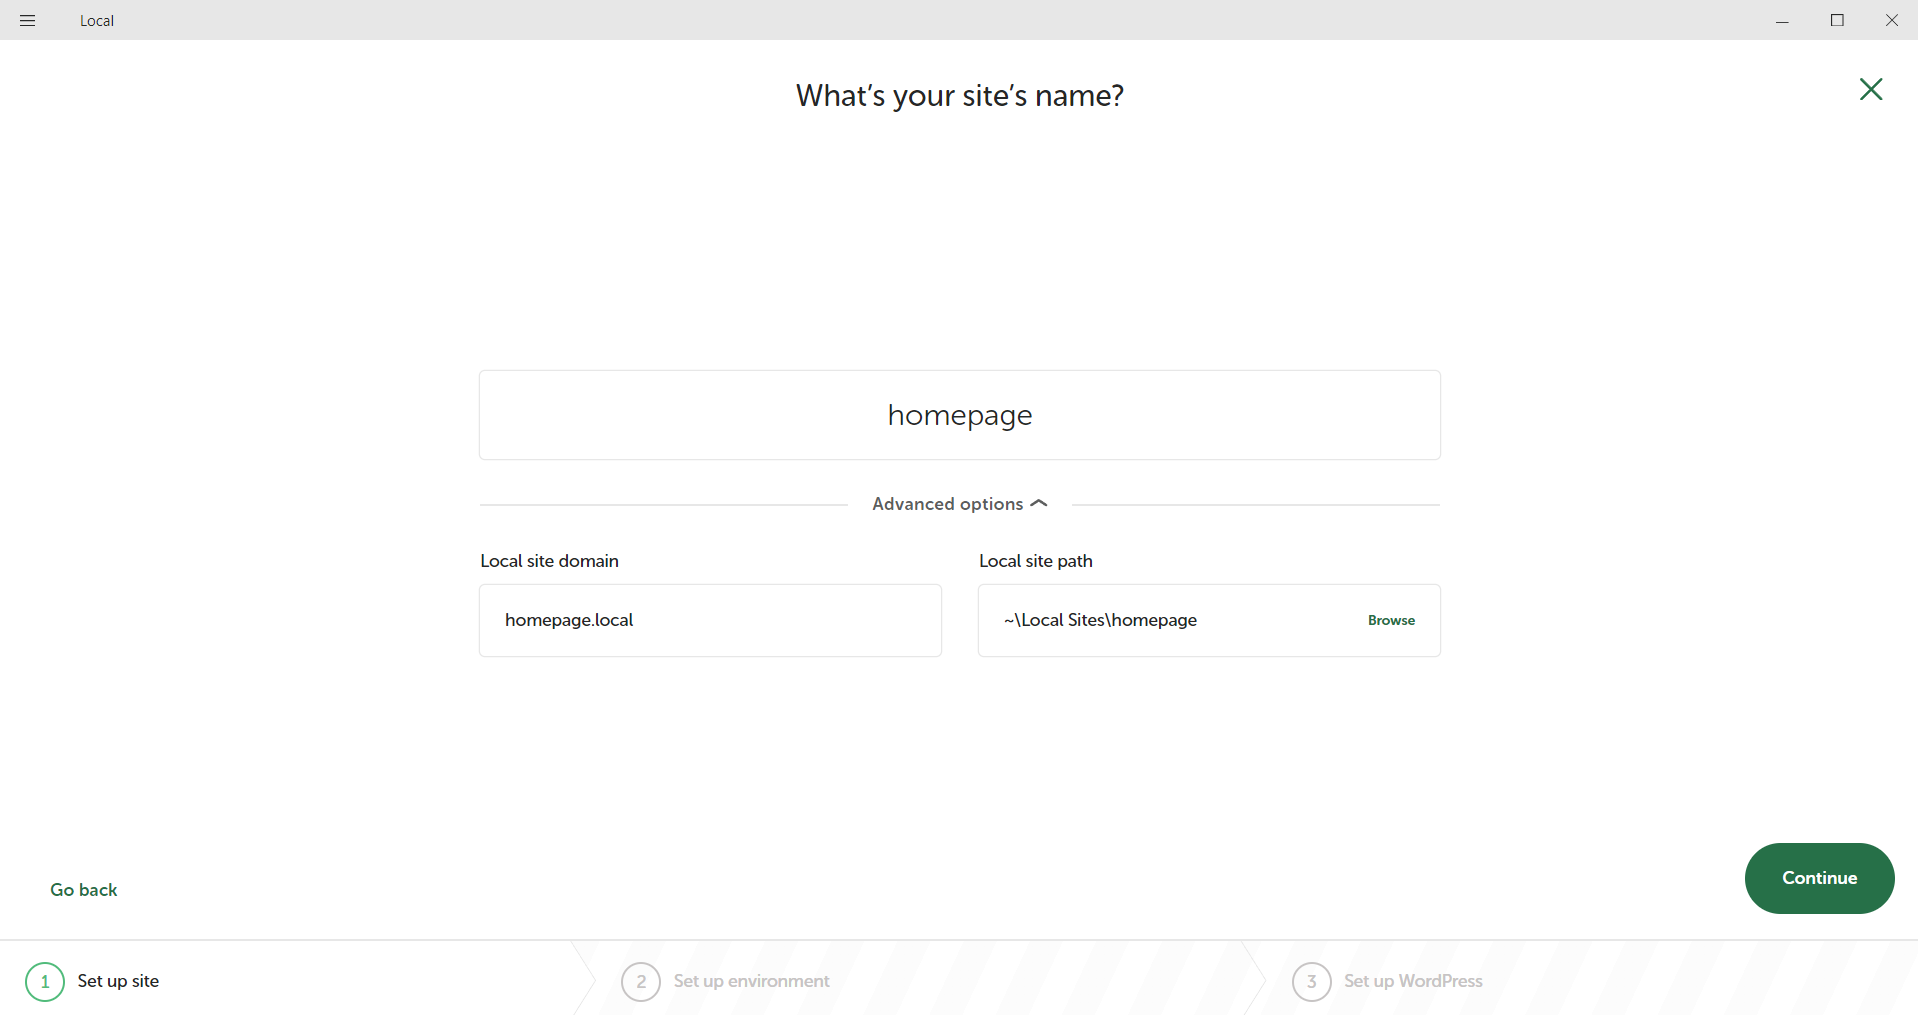 Local
What's your site's name?
homepage
Advanced options
Local site domain
Local site path
homepage.local
~\Local Sites\homepage
Browse
Go back
Continue
1 Set up site
2 Set up environment
3 Set up WordPress